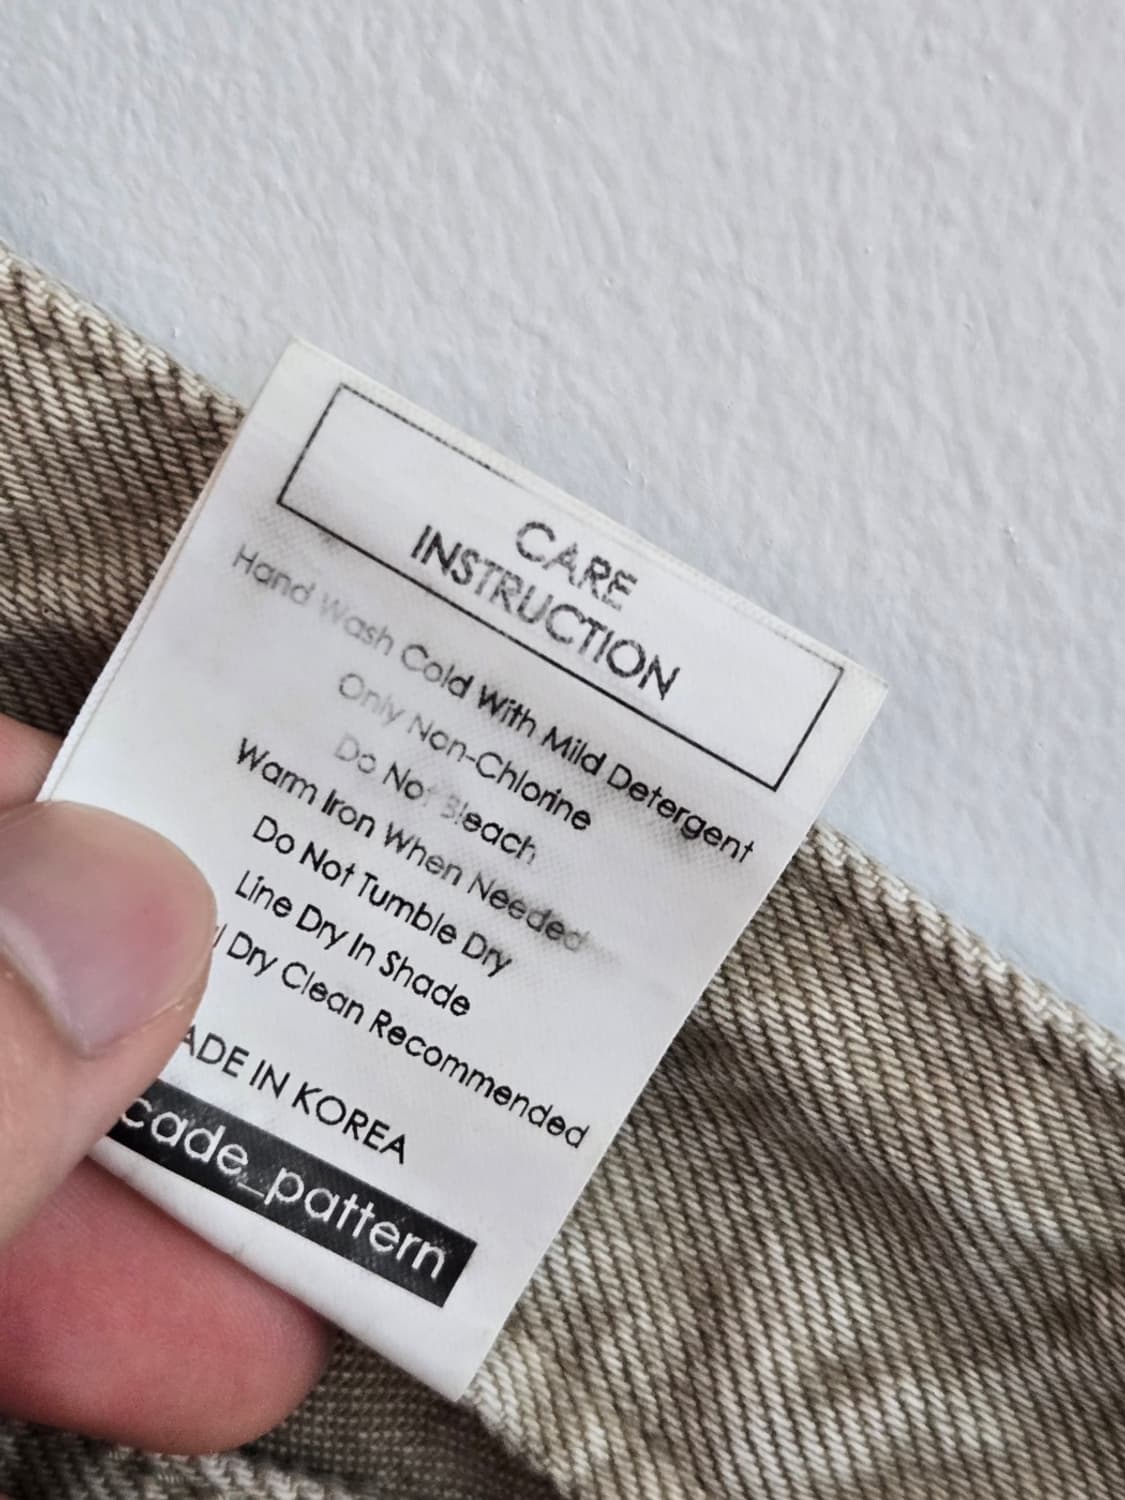 CARE
INSTRUCTION
Hand Wash Cold With Mild Detergent
Only Non-Chlorine
Do Not Bleach
Warm Iron When Needed
Do Not Tumble Dry
Line Dry In Shade
Dry Clean Recommended
ADE IN KOREA
cade_pattern